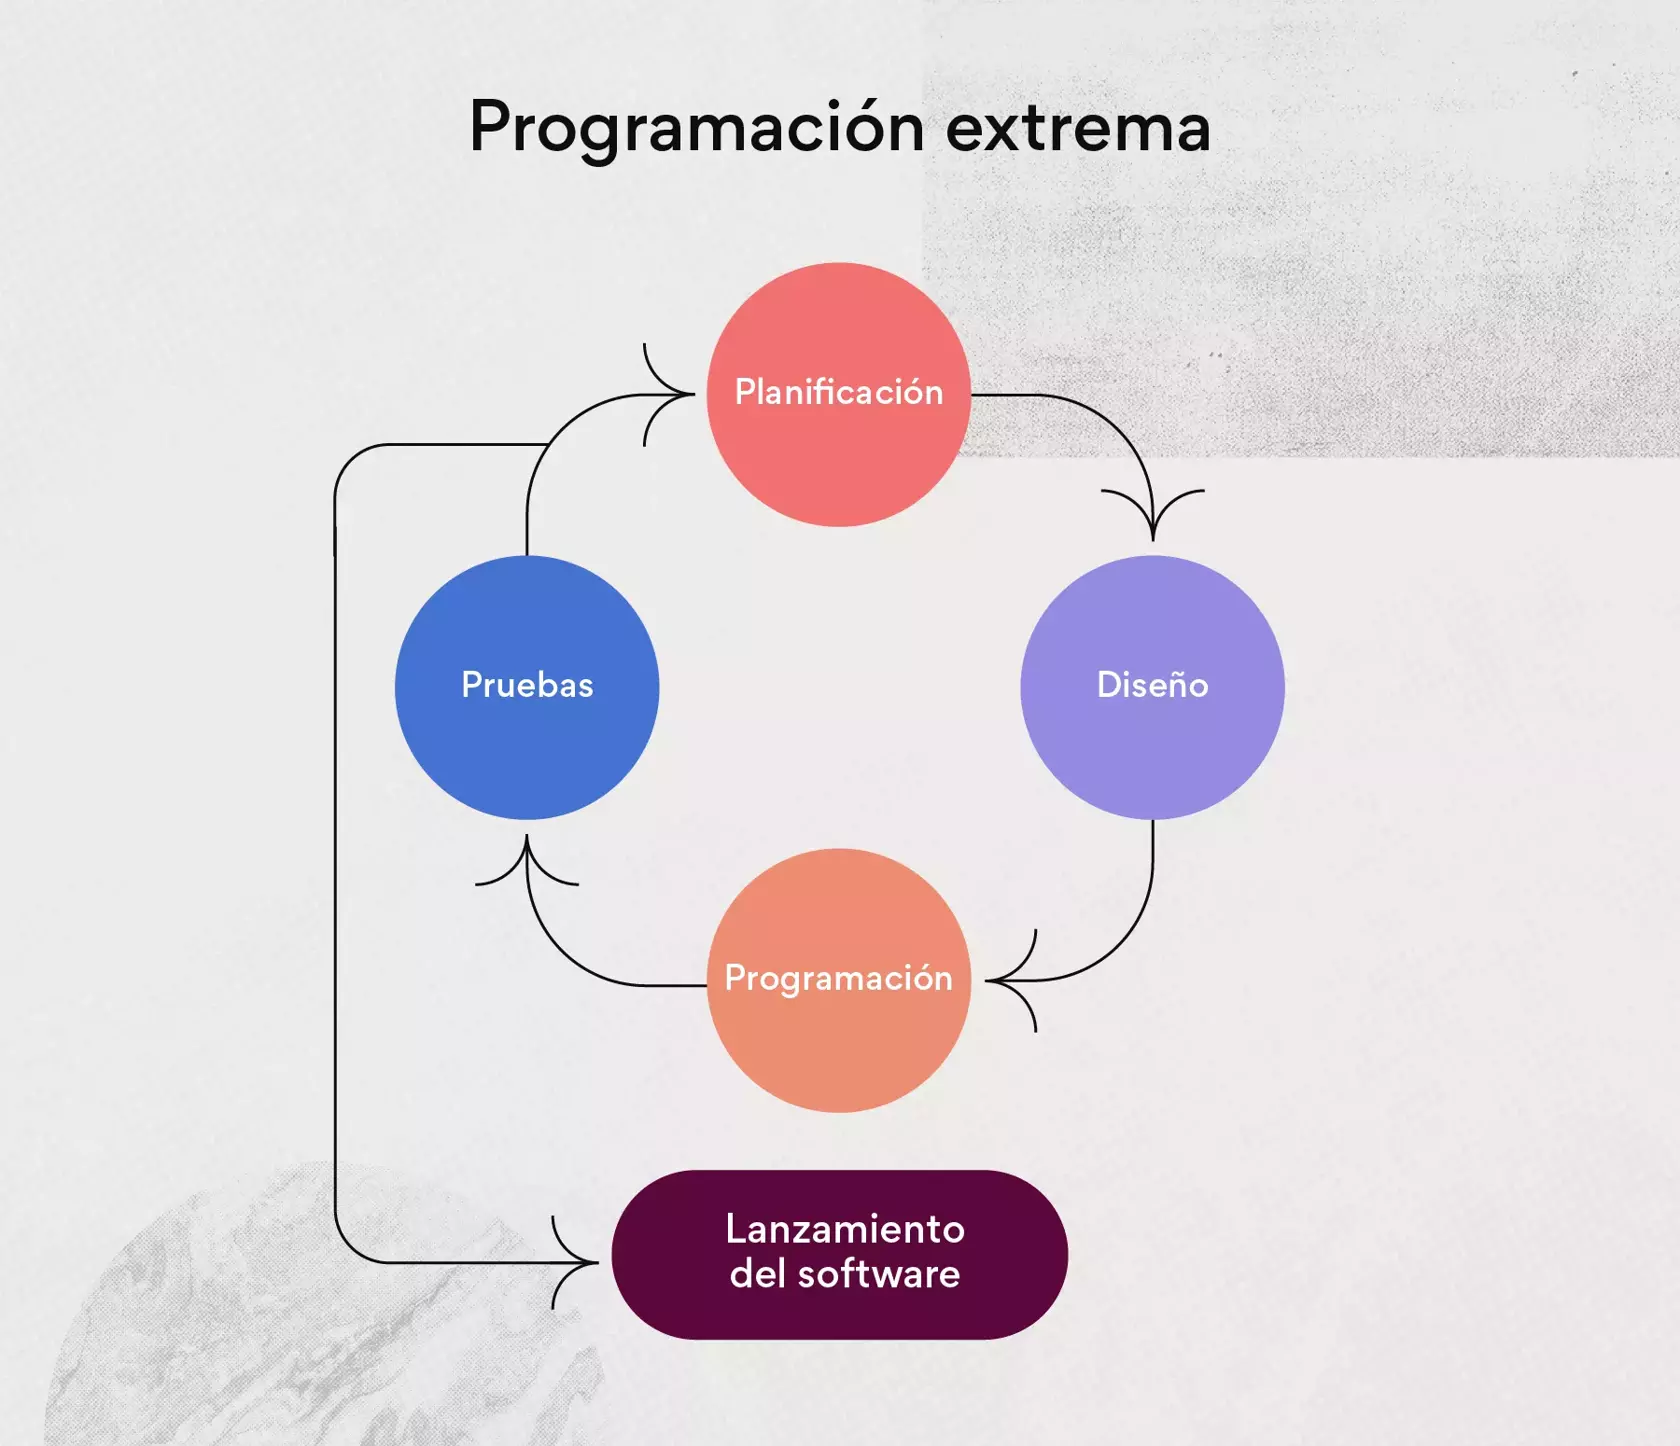 Programación extrema
Planificación
Pruebas
Diseño
Programación
Lanzamiento
del software